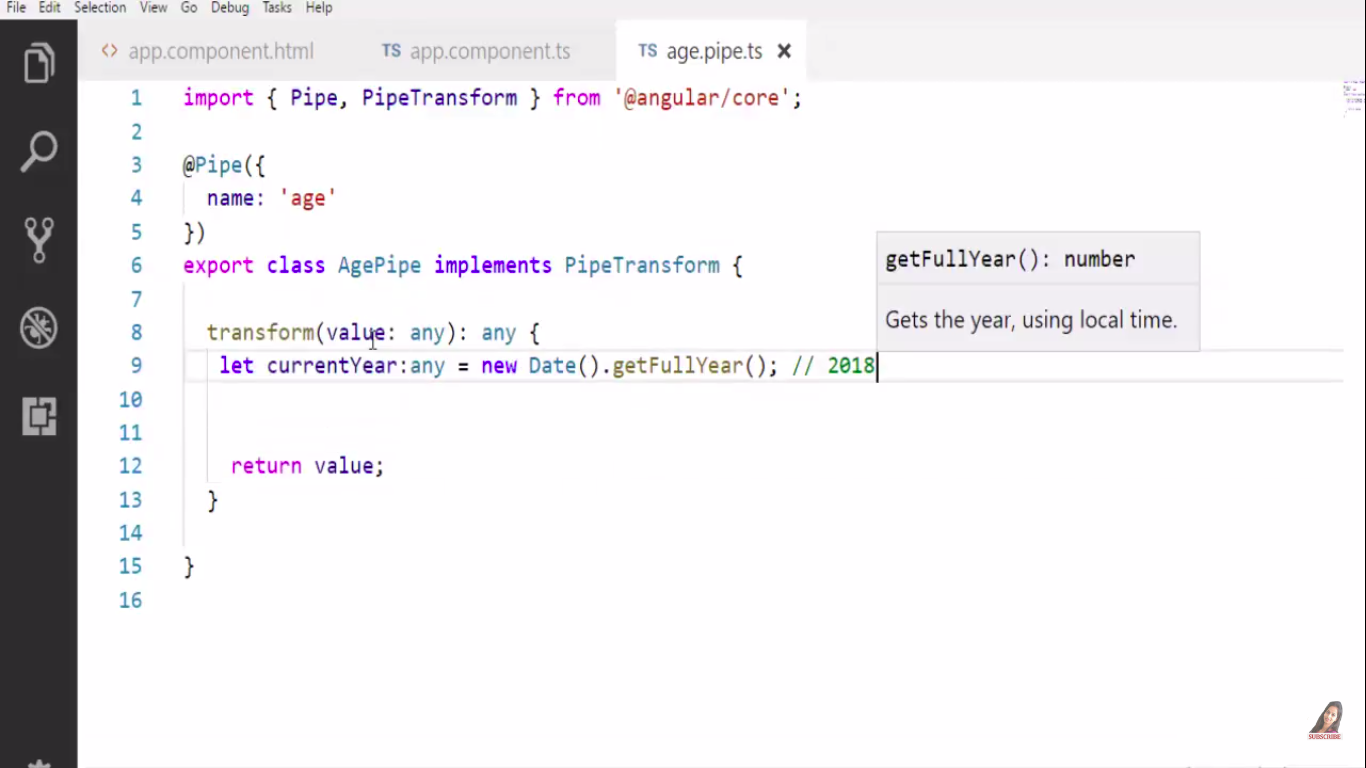 File Edit Selection View Go Debug Tasks Help
<> app.component.html TS app.component.ts TS age.pipe.ts ×
1 import { Pipe, PipeTransform } from '@angular/core';
2
3 @Pipe({
4 name: 'age'
5 })
6 export class AgePipe implements PipeTransform {
getFullYear(): number
7
Gets the year, using local time.
8 transform(value: any): any {
9 let currentYear:any = new Date().getFullYear(); // 2018
10
11
12 return value;
13 }
14
15 }
16
SUBSCRIBE